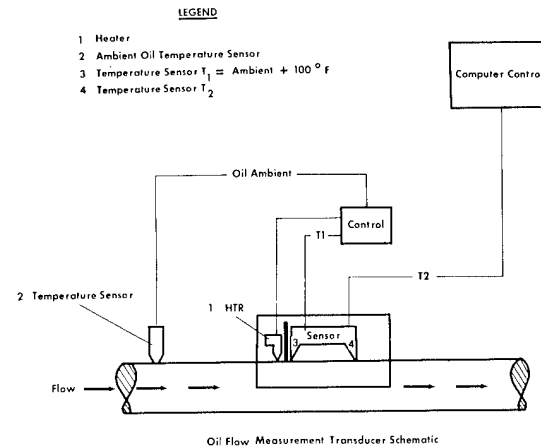 LEGEND
1 Heater
2 Ambient Oil Temperature Sensor
3 Temperature Sensor T1 = Ambient + 100 ° F
4 Temperature Sensor T2
Computer Control
Oil Ambient
Control
T1
T2
2 Temperature Sensor
1 HTR
Sensor
3 4
Flow
Oil Flow Measurement Transducer Schematic